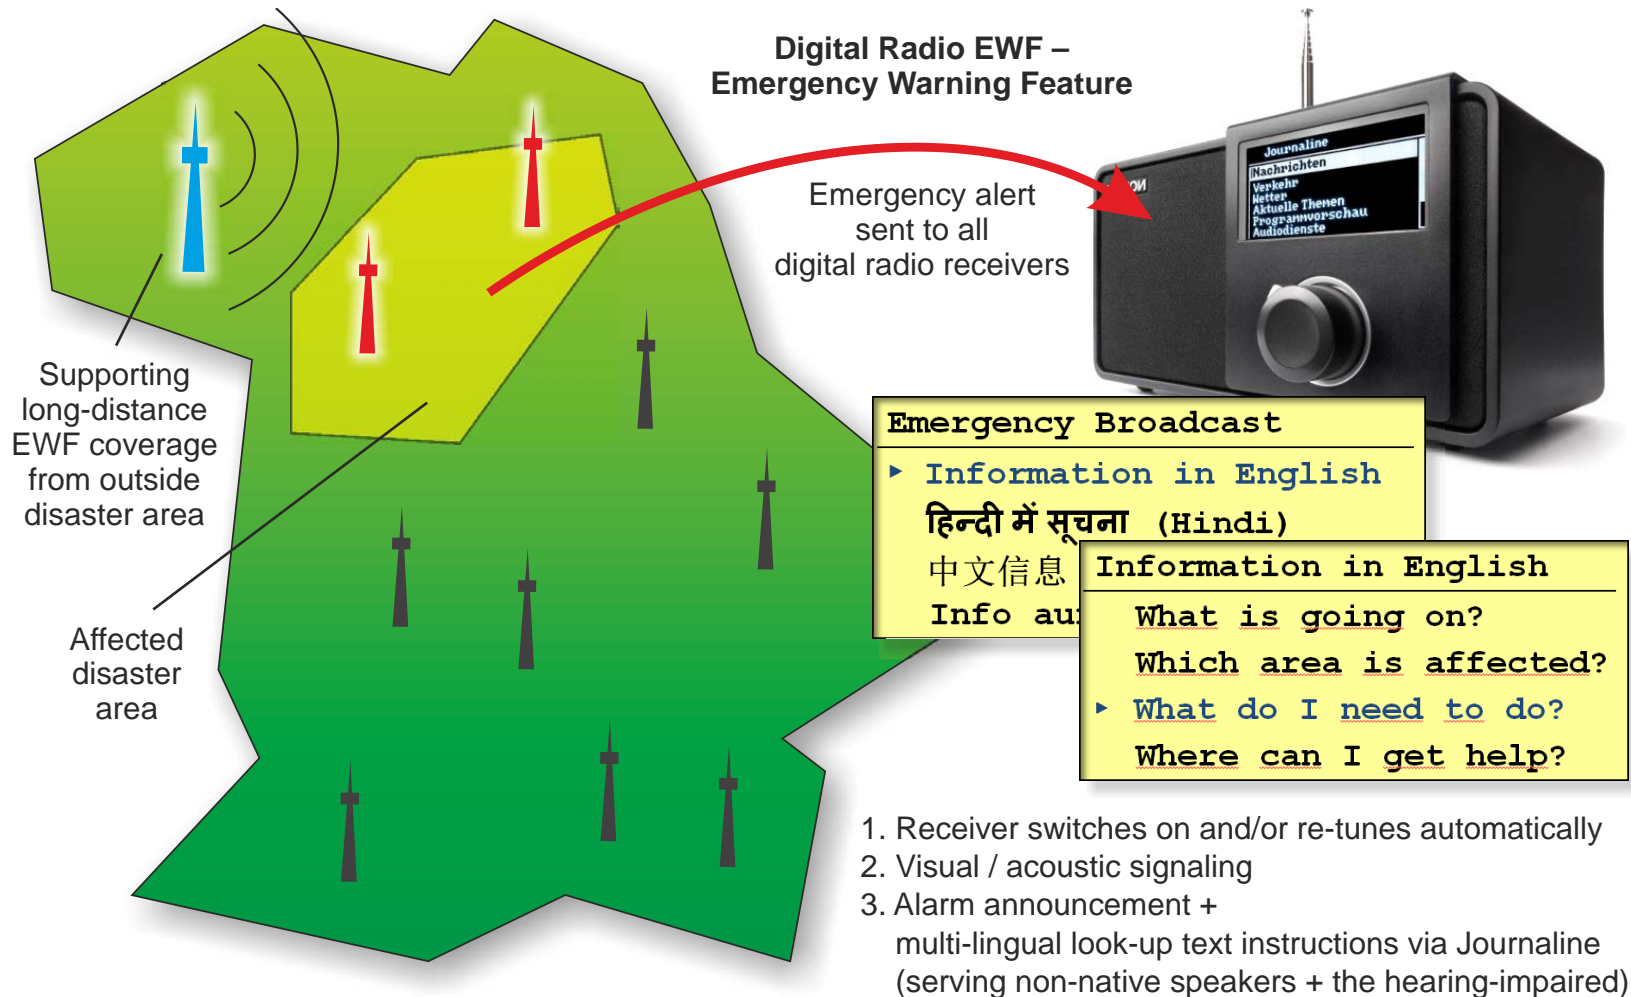 Digital Radio EWF –
Emergency Warning Feature
Emergency alert
sent to all
digital radio receivers
Journaline
Nachrichten
Verkehr
Wetter
Aktuelle Themen
Programmvorschau
Audiodienste
Supporting
long-distance
EWF coverage
from outside
disaster area
Affected
disaster
area
Emergency Broadcast
▸ Information in English
हिन्दी में सूचना (Hindi)
中文信息
Info au
Information in English
What is going on?
Which area is affected?
▸ What do I need to do?
Where can I get help?
1. Receiver switches on and/or re-tunes automatically
2. Visual / acoustic signaling
3. Alarm announcement +
multi-lingual look-up text instructions via Journaline
(serving non-native speakers + the hearing-impaired)